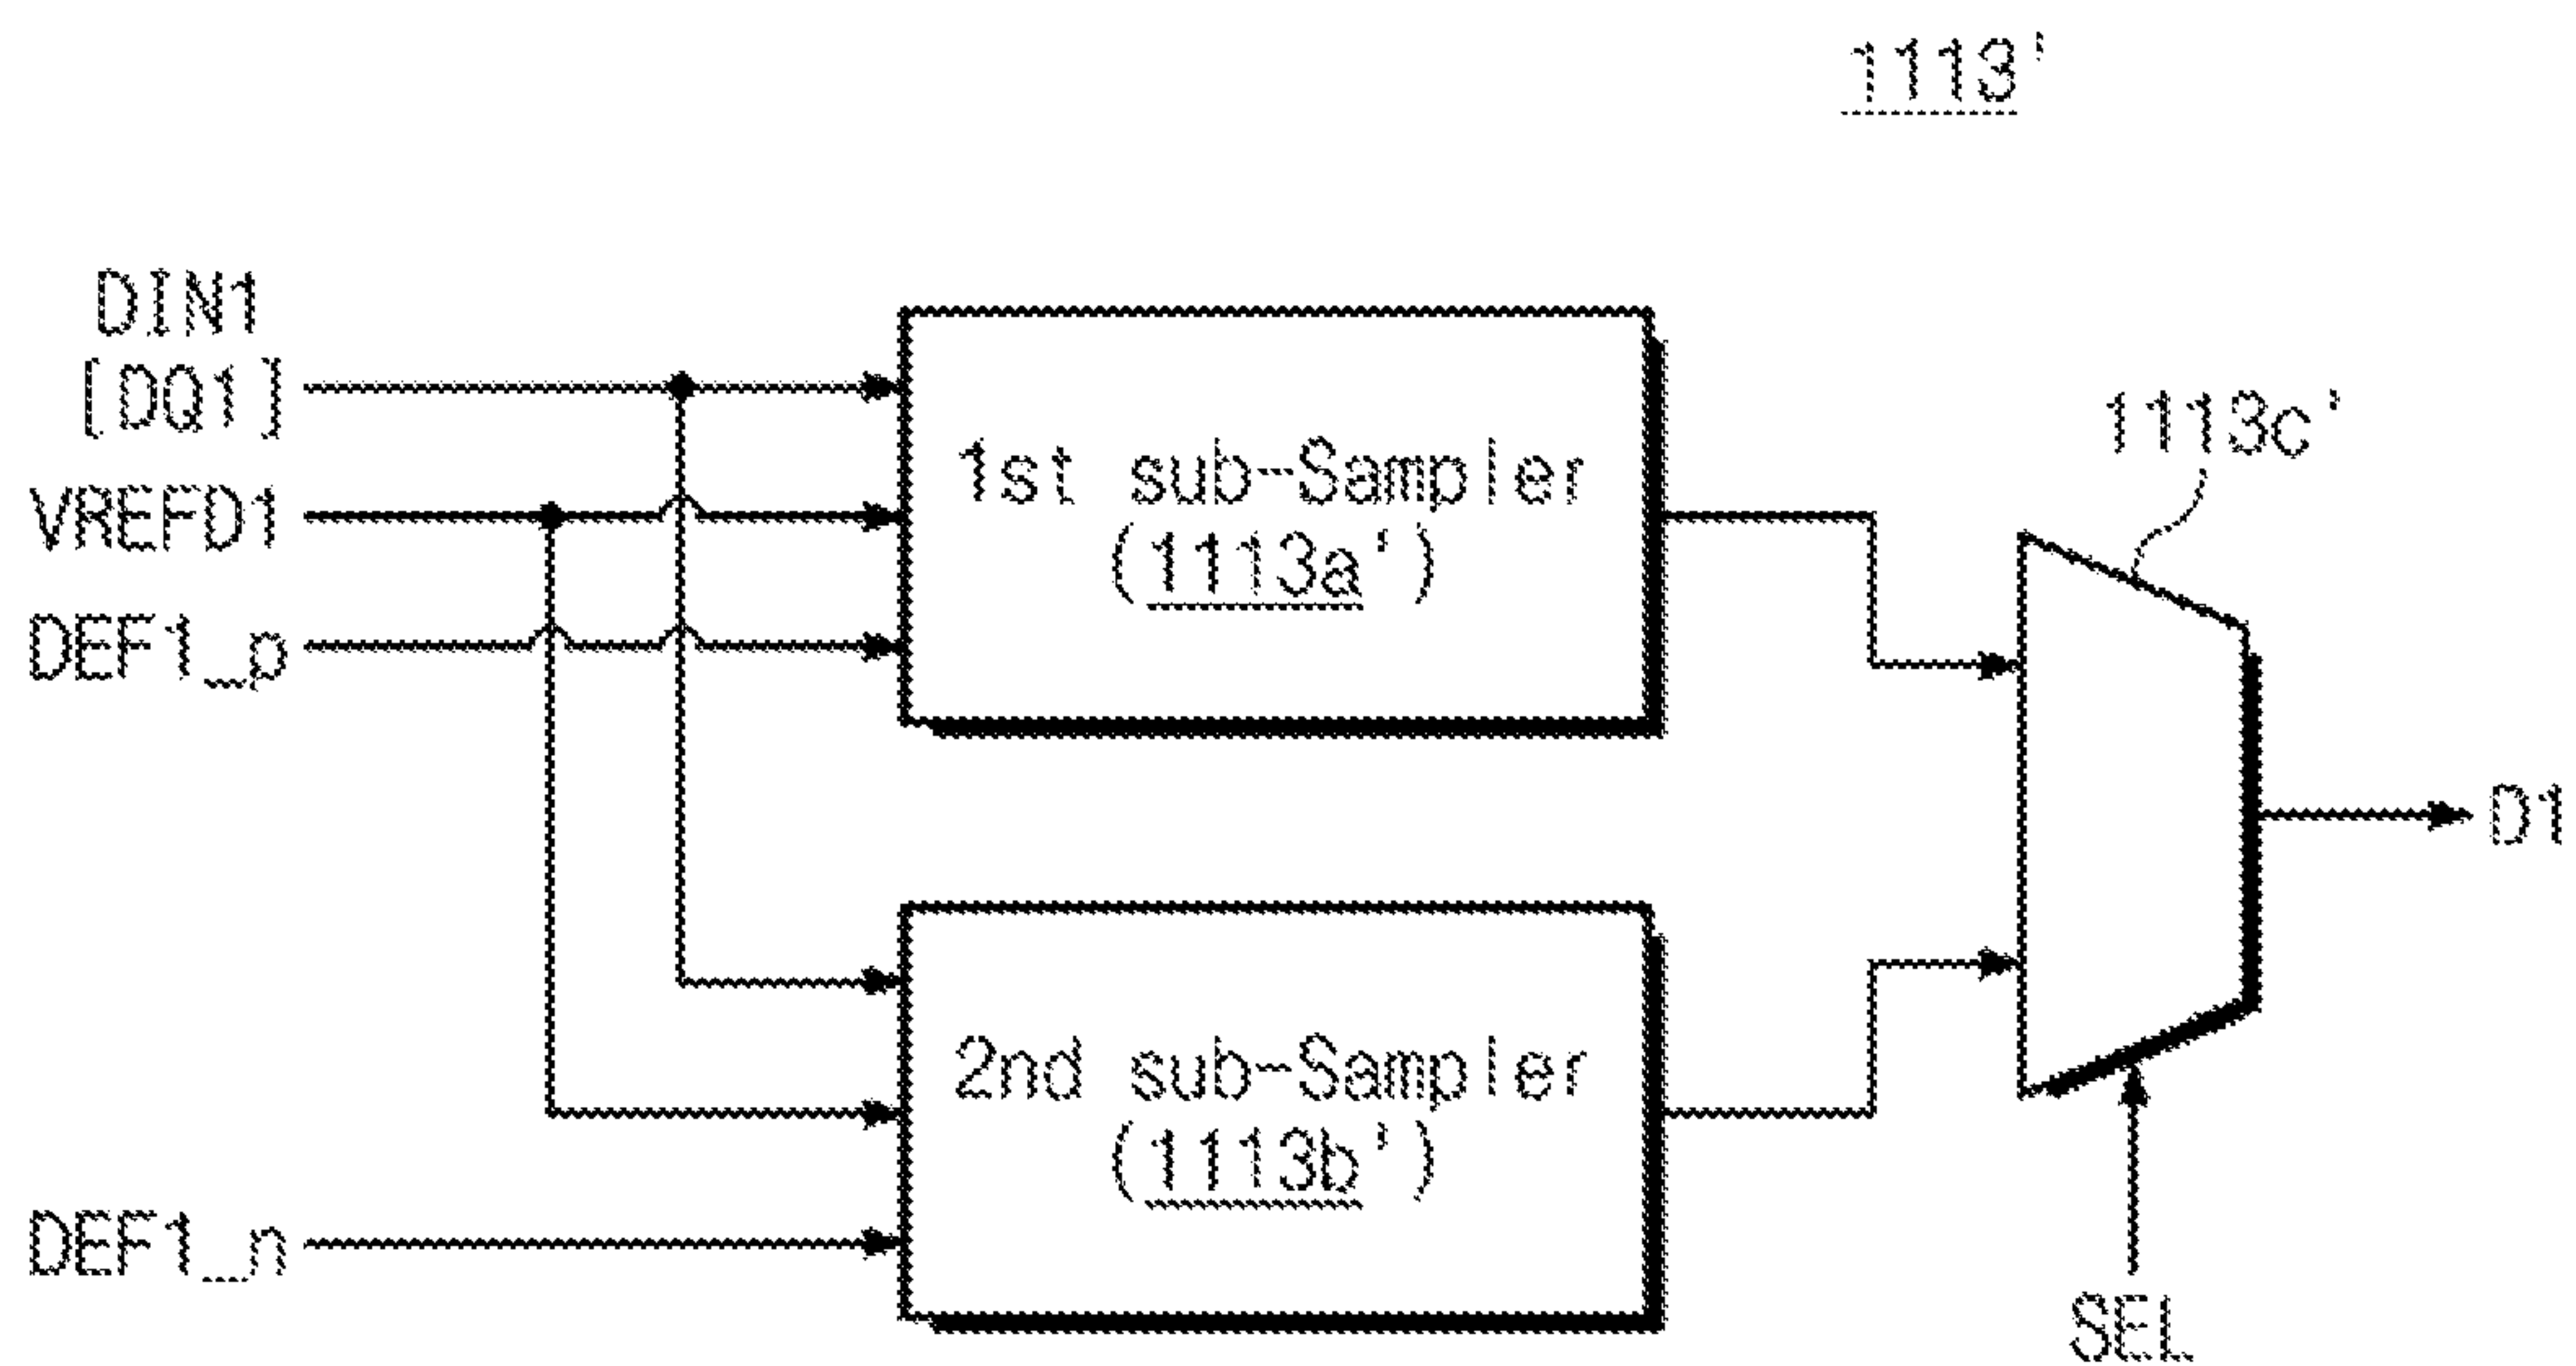 1113'
DIN1
[DQ1]
VREFD1
DEF1_p
1st sub-Sampler
(1113a')
1113c'
D1
2nd sub-Sampler
(1113b')
DEF1_n
SEL